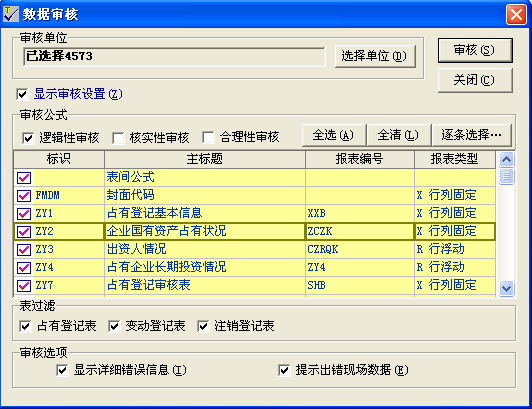 数据审核
审核单位
已选择4573
选择单位(D)
审核(S)
关闭(C)
显示审核设置(Z)
审核公式
逻辑性审核 核实性审核 合理性审核 全选(A) 全清(L) 逐条选择…
标识 主标题 报表编号 报表类型
表间公式
FMDM 封面代码 X 行列固定
ZY1 占有登记基本信息 XXB X 行列固定
ZY2 企业国有资产占有状况 ZCZK X 行列固定
ZY3 出资人情况 CZRQK R 行浮动
ZY4 占有企业长期投资情况 ZY4 R 行浮动
ZY7 占有登记审核表 SHB X 行列固定
表过滤
占有登记表 变动登记表 注销登记表
审核选项
显示详细错误信息(I) 提示出错现场数据(E)